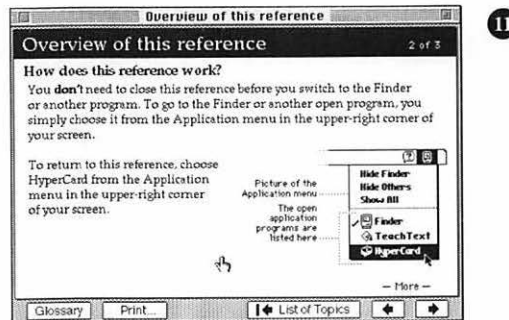 Overview of this reference
Overview of this reference
2 of 3
How does this reference work?
You don't need to close this reference before you switch to the Finder
or another program. To go to the Finder or another open program, you
simply choose it from the Application menu in the upper-right corner of
your screen.
To return to this reference, choose
HyperCard from the Application
menu in the upper-right corner
of your screen.
Picture of the
Application menu
The open
application
programs are
listed here
Hide Finder
Hide Others
Show All
✓ Finder
TeachText
HyperCard
— More —
Glossary
Print...
List of Topics
11